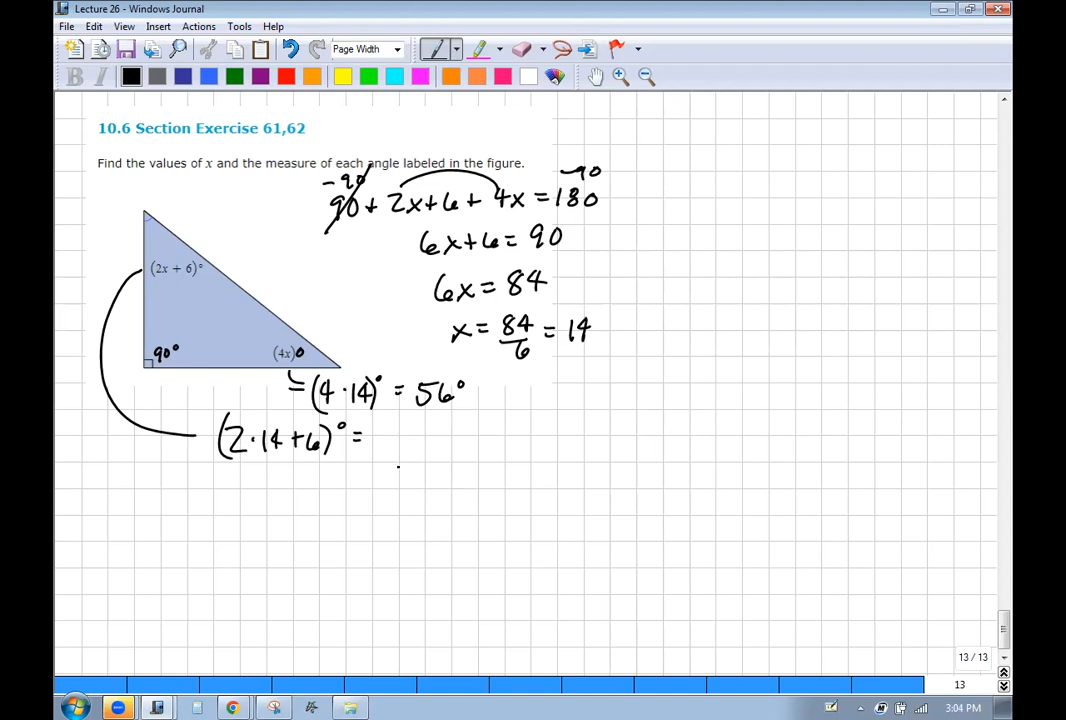 Lecture 26 - Windows Journal
File Edit View Insert Actions Tools Help
Page Width
B I
10.6 Section Exercise 61,62
Find the values of x and the measure of each angle labeled in the figure.
-90 -90
90 + 2x+6 + 4x = 180
6x+6 = 90
(2x + 6)°
6x = 84
x = 84/6 = 14
90°
(4x)0
= (4·14)° = 56°
(2·14+6)° =
13 / 13
13
3:04 PM